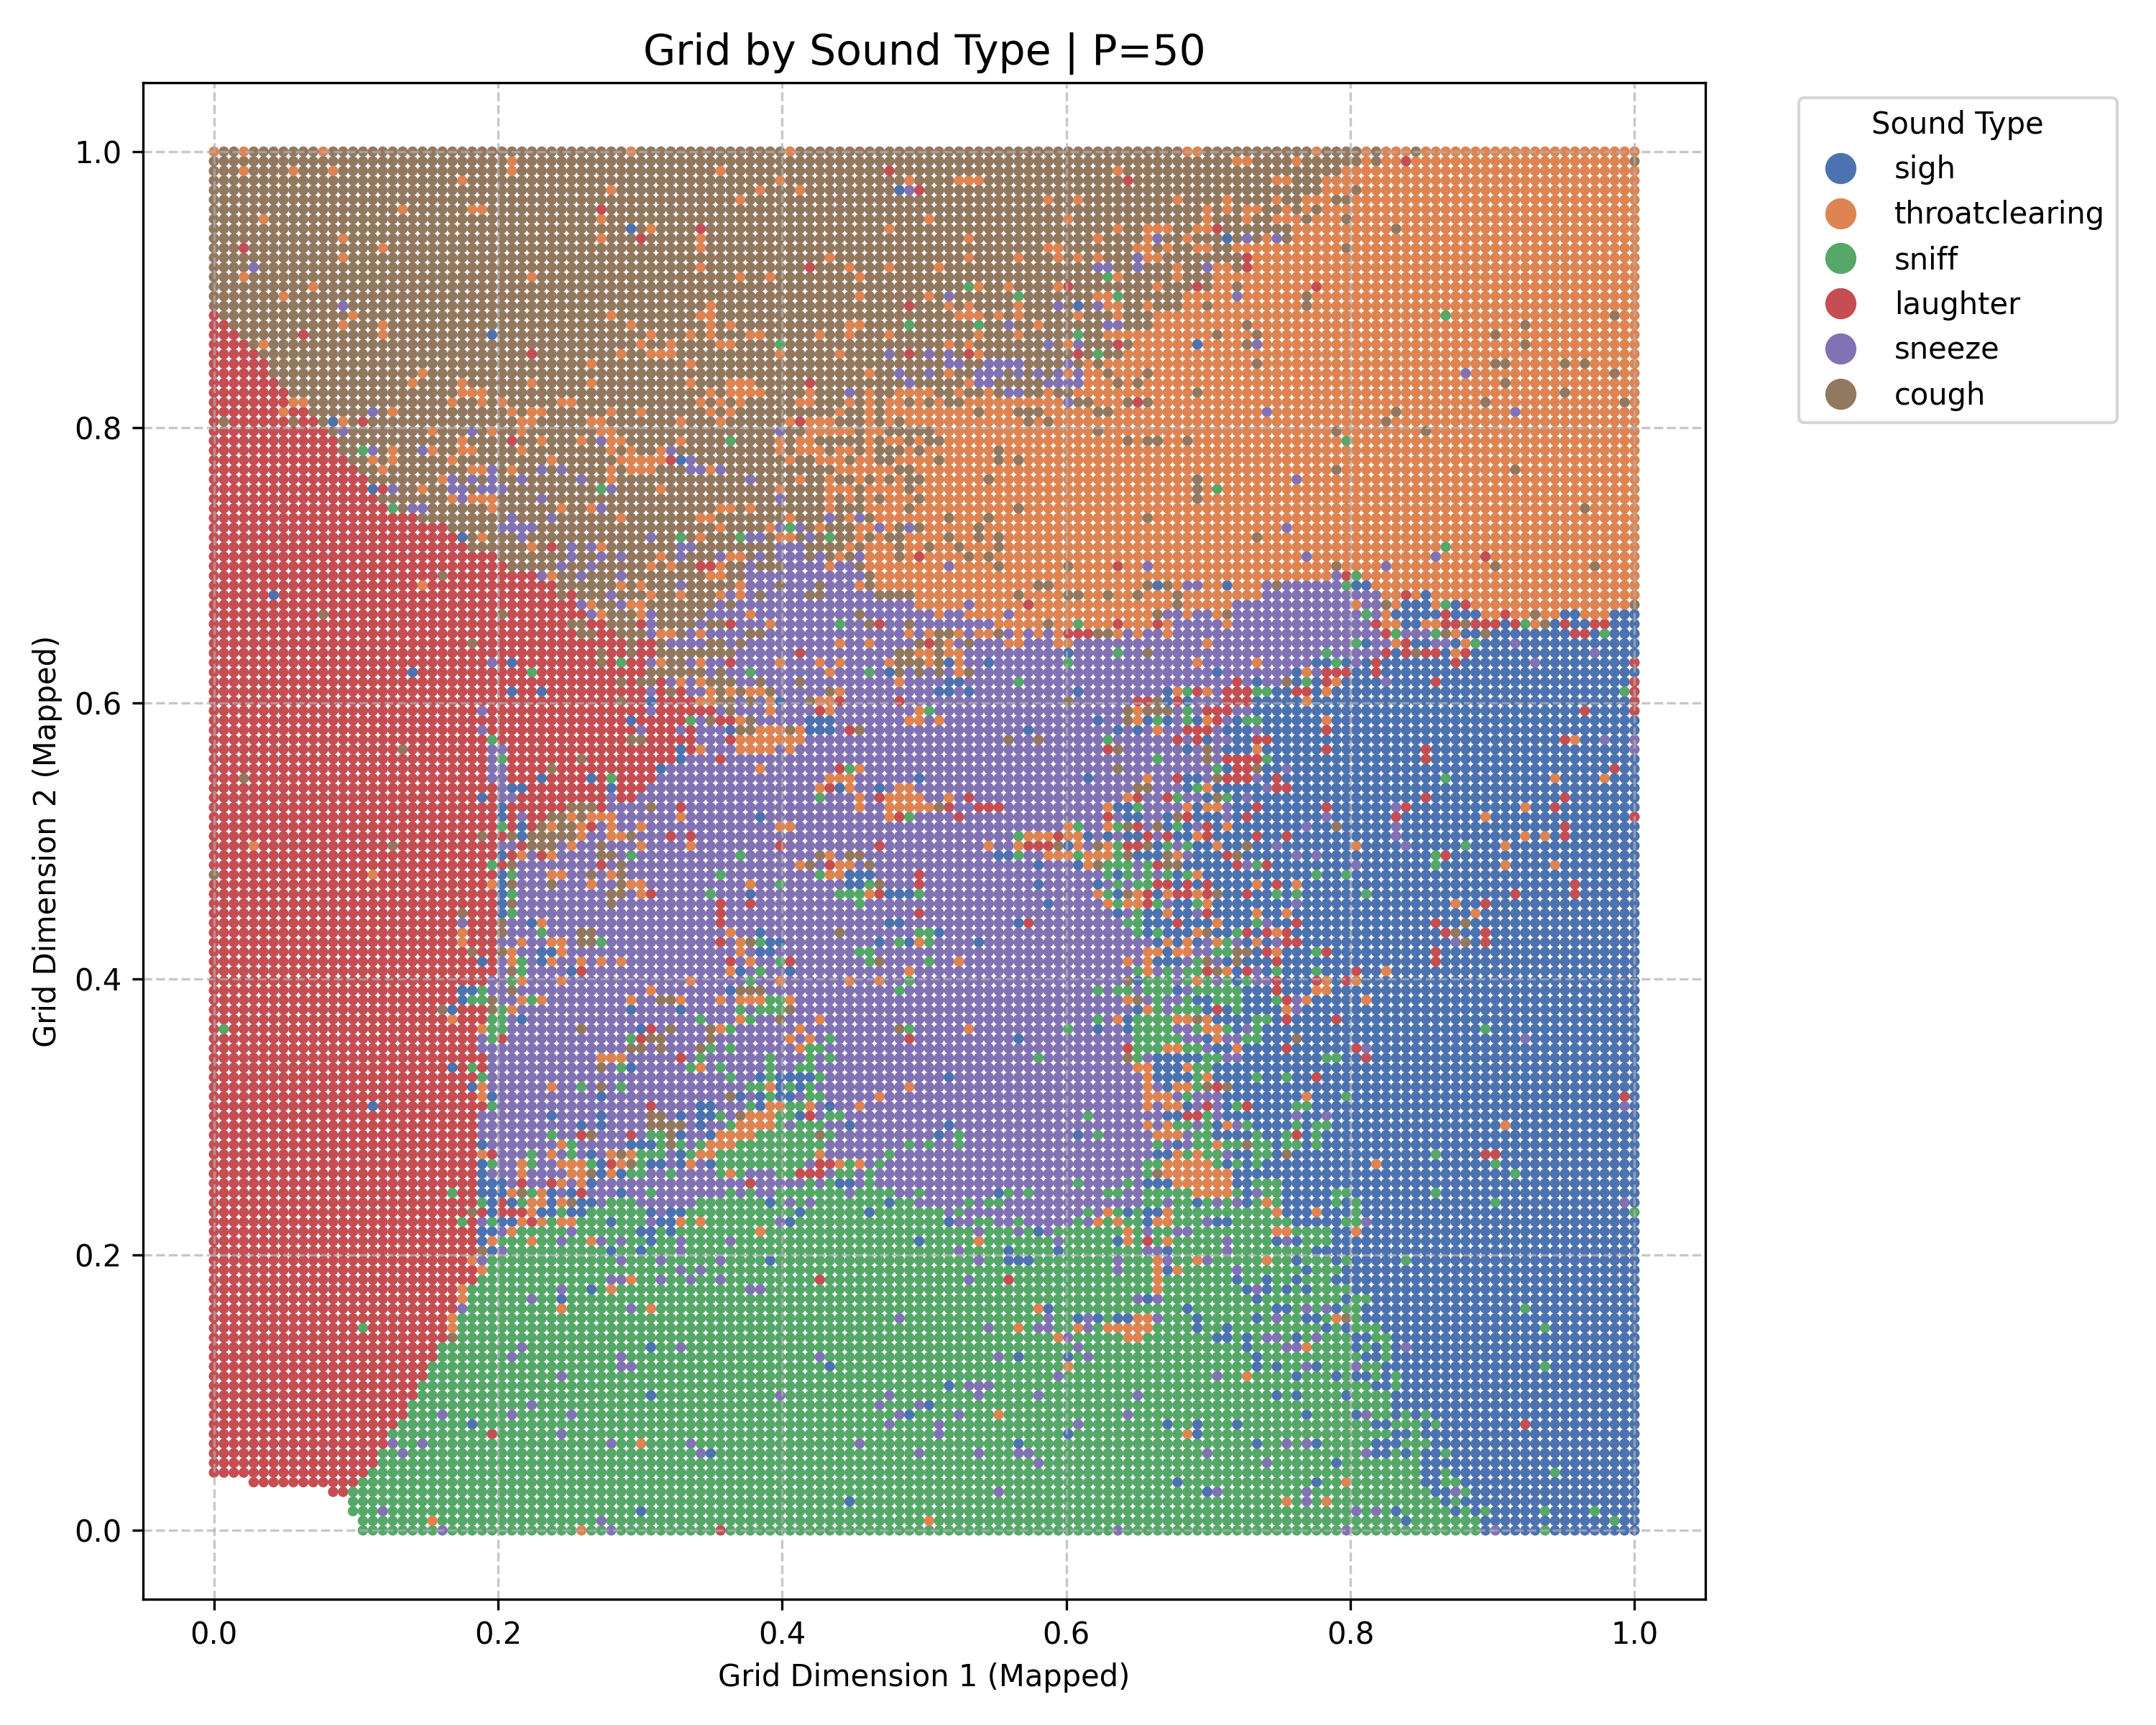 Grid by Sound Type | P=50
Sound Type
sigh
throatclearing
sniff
laughter
sneeze
cough
1.0
0.8
0.6
0.4
0.2
0.0
Grid Dimension 2 (Mapped)
0.0 0.2 0.4 0.6 0.8 1.0
Grid Dimension 1 (Mapped)